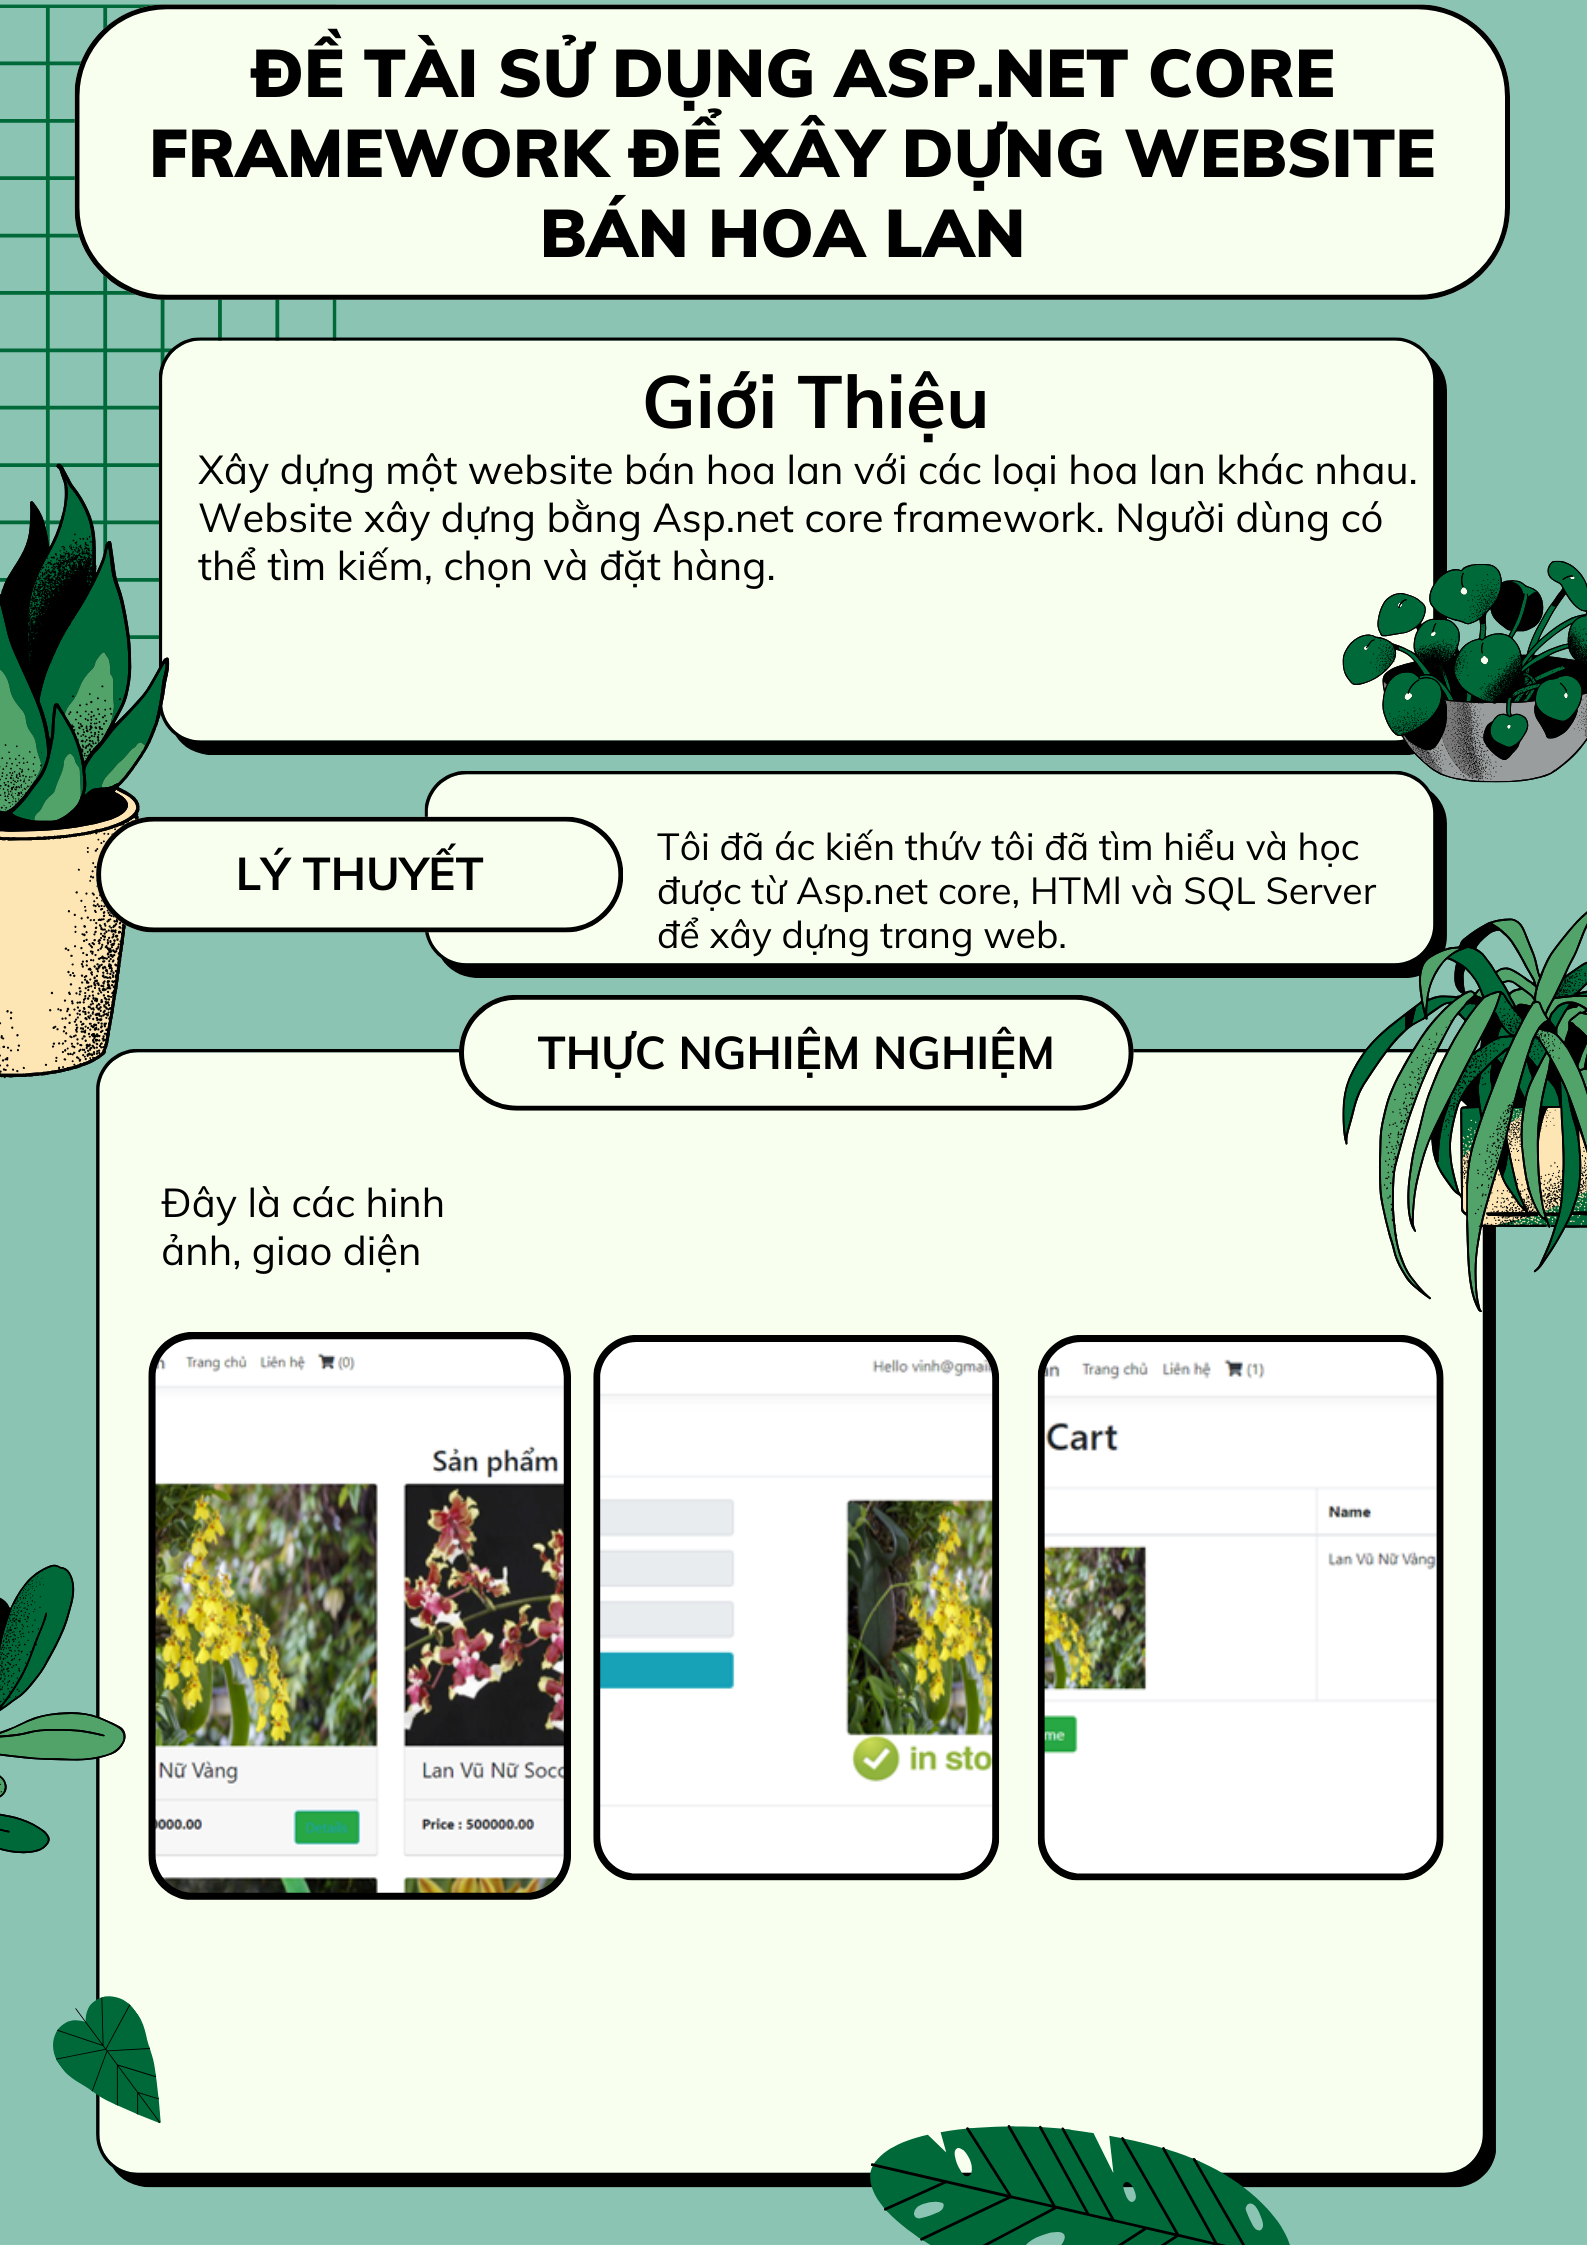 ĐỀ TÀI SỬ DỤNG ASP.NET CORE
FRAMEWORK ĐỂ XÂY DỰNG WEBSITE
BÁN HOA LAN
Giới Thiệu
Xây dựng một website bán hoa lan với các loại hoa lan khác nhau.
Website xây dựng bằng Asp.net core framework. Người dùng có
thể tìm kiếm, chọn và đặt hàng.
LÝ THUYẾT
Tôi đã ác kiến thứv tôi đã tìm hiểu và học
được từ Asp.net core, HTMl và SQL Server
để xây dựng trang web.
THỰC NGHIỆM NGHIỆM
Đây là các hinh
ảnh, giao diện
Trang chủ Liên hệ (0)
Sản phẩm
Nữ Vàng
Lan Vũ Nữ Soco
0000.00
Price : 500000.00
Hello vinh@gmail
in sto
Trang chủ Liên hệ (1)
Cart
Name
Lan Vũ Nữ Vàng
me